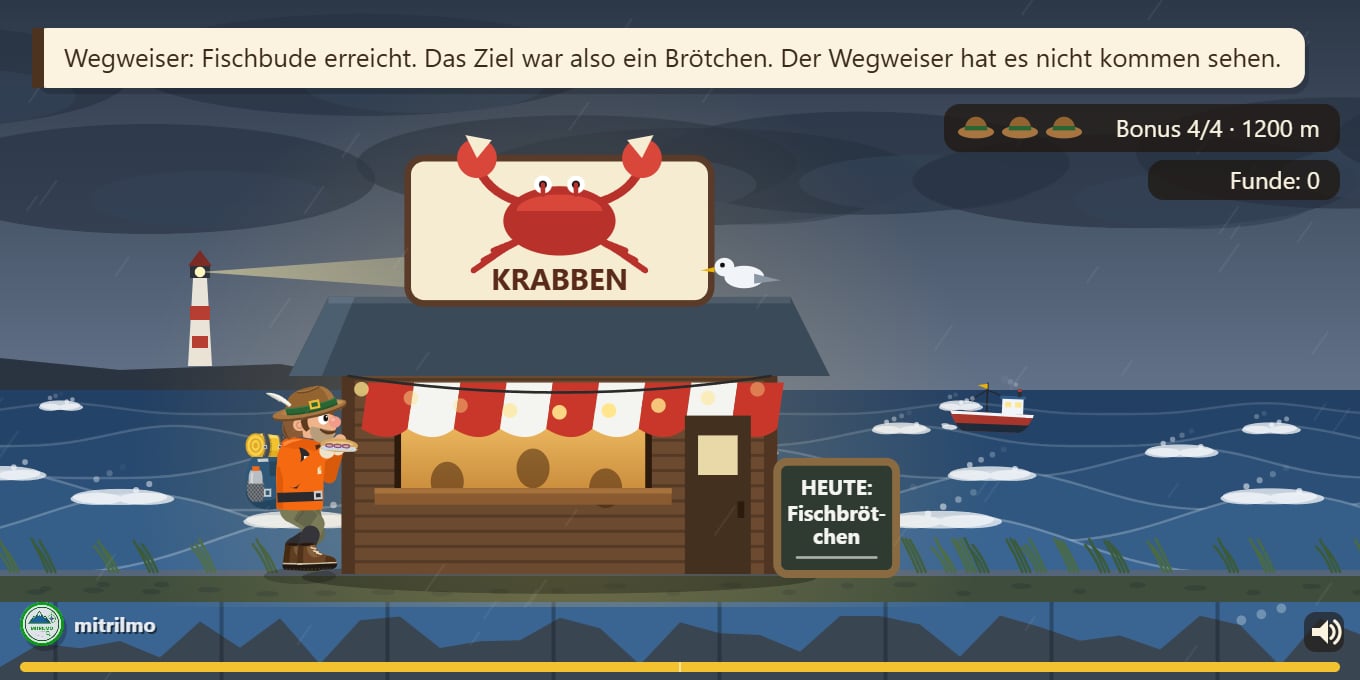 Wegweiser: Fischbude erreicht. Das Ziel war also ein Brötchen. Der Wegweiser hat es nicht kommen sehen.
Bonus 4/4 · 1200 m
Funde: 0
KRABBEN
HEUTE:
Fischbröt-
chen
mitrilmo